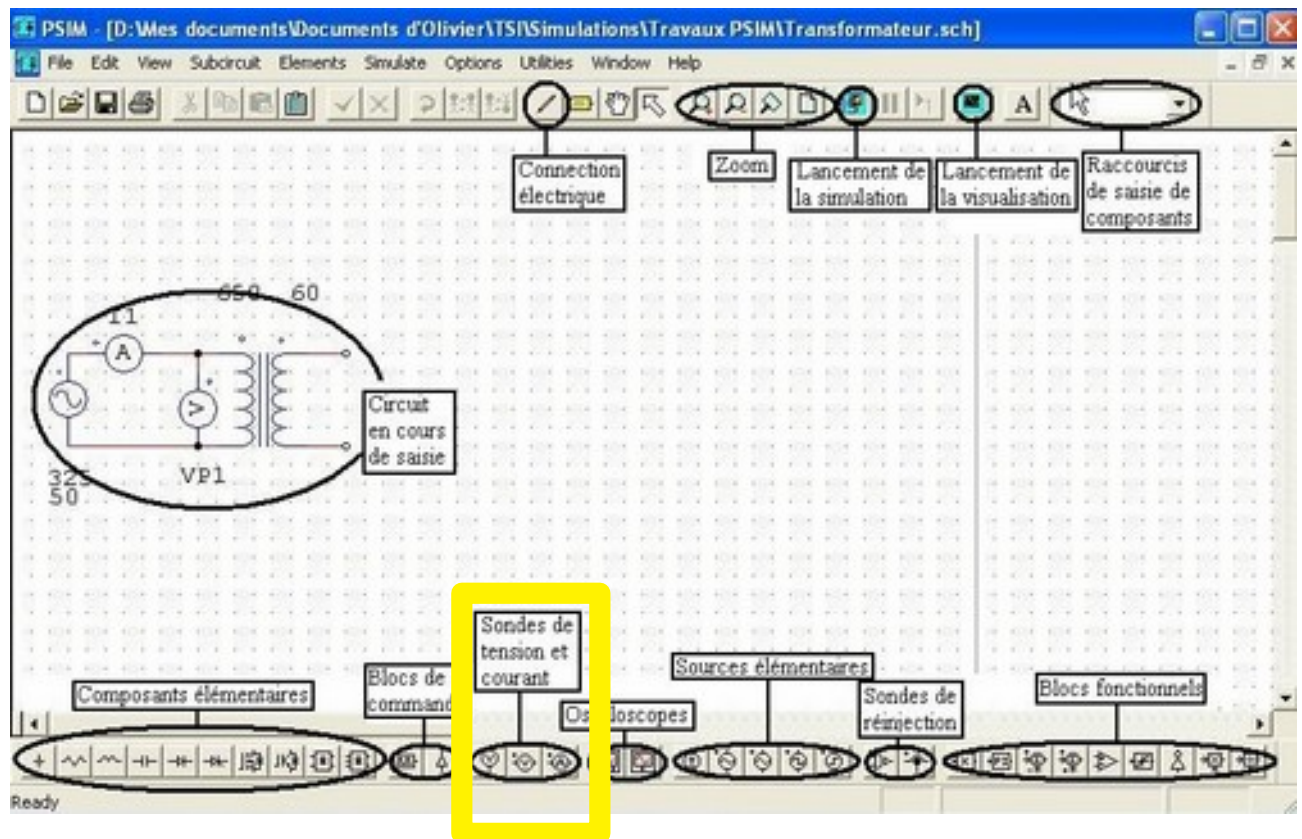 PSIM - [D:\Mes documents\Documents d'Olivier\TSI\Simulations\Travaux PSIM\Transformateur.sch]
File Edit View Subcircuit Elements Simulate Options Utilities Window Help
A
Connection
électrique
Zoom
Lancement de
la simulation
Lancement de
la visualisation
Raccourcis
de saisie de
composants
650 60
I1
A
V
VP1
325
50
Circuit
en cours
de saisie
Composants élémentaires
Blocs de
Sondes de
tension et
courant
Sources élémentaires
Sondes de
réinjection
Blocs fonctionnels
Ready